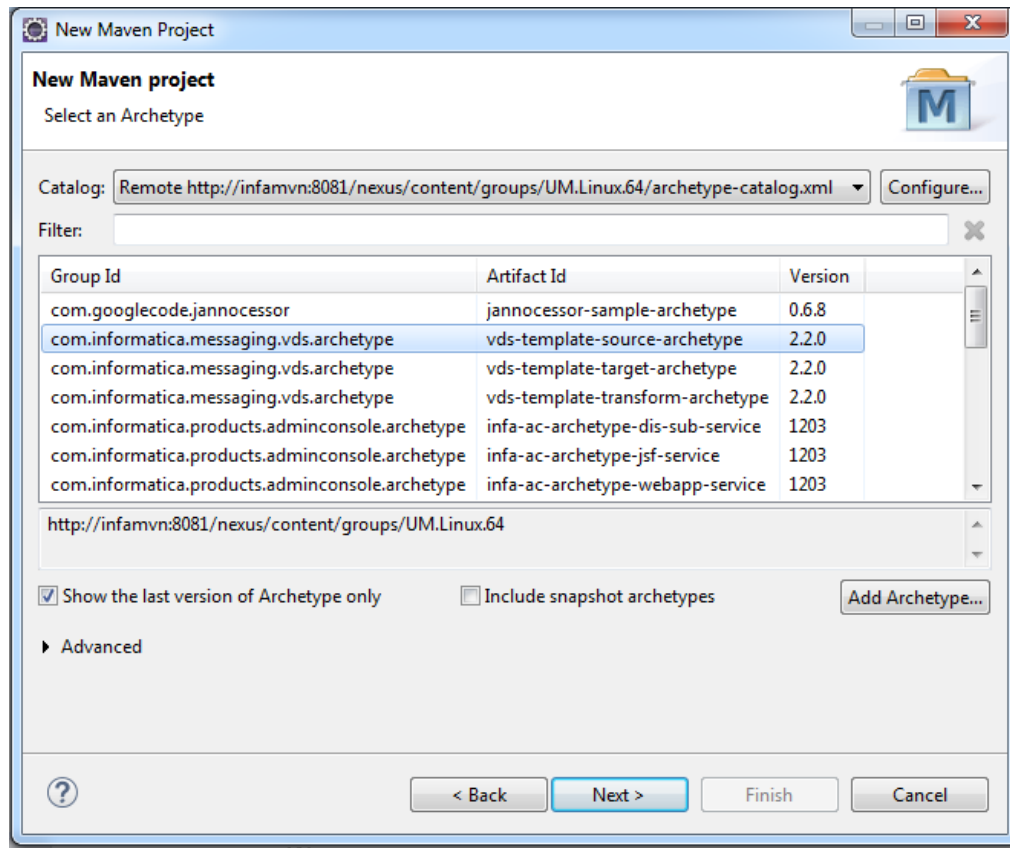 New Maven Project
New Maven project
Select an Archetype
M
Catalog: Remote http://infamvn:8081/nexus/content/groups/UM.Linux.64/archetype-catalog.xml Configure...
Filter:
Group Id Artifact Id Version
com.googlecode.jannocessor jannocessor-sample-archetype 0.6.8
com.informatica.messaging.vds.archetype vds-template-source-archetype 2.2.0
com.informatica.messaging.vds.archetype vds-template-target-archetype 2.2.0
com.informatica.messaging.vds.archetype vds-template-transform-archetype 2.2.0
com.informatica.products.adminconsole.archetype infa-ac-archetype-dis-sub-service 1203
com.informatica.products.adminconsole.archetype infa-ac-archetype-jsf-service 1203
com.informatica.products.adminconsole.archetype infa-ac-archetype-webapp-service 1203
http://infamvn:8081/nexus/content/groups/UM.Linux.64
Show the last version of Archetype only Include snapshot archetypes Add Archetype...
Advanced
? < Back Next > Finish Cancel